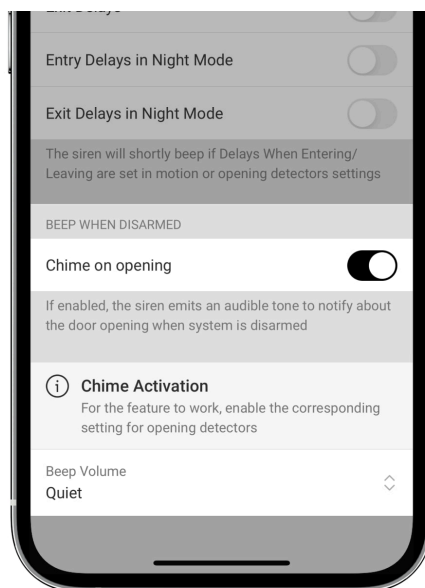 Entry Delays in Night Mode
Exit Delays in Night Mode
The siren will shortly beep if Delays When Entering/
Leaving are set in motion or opening detectors settings
BEEP WHEN DISARMED
Chime on opening
If enabled, the siren emits an audible tone to notify about
the door opening when system is disarmed
Chime Activation
For the feature to work, enable the corresponding
setting for opening detectors
Beep Volume
Quiet